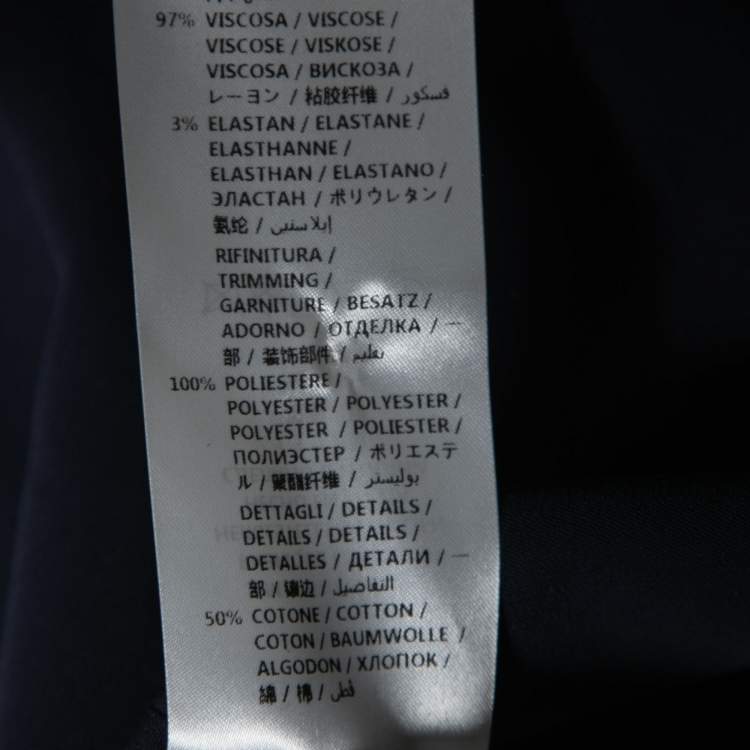 97% VISCOSA / VISCOSE /
VISCOSE / VISKOSE /
VISCOSA / ВИСКОЗА /
レーヨン / 粘胶纤维 / فسكور
3% ELASTAN / ELASTANE /
ELASTHANNE /
ELASTHAN / ELASTANO /
ЭЛАСТАН / ポリウレタン /
氨纶 / إيلاستين
RIFINITURA /
TRIMMING /
GARNITURE / BESATZ /
ADORNO / ОТДЕЛКА / 一
部 / 装饰部件 / تقليم
100% POLIESTERE /
POLYESTER / POLYESTER /
POLYESTER / POLIESTER /
ПОЛИЭСТЕР / ポリエステ
ル / 聚酯纤维 / بوليستر
DETTAGLI / DETAILS /
DETAILS / DETAILS /
DETALLES / ДЕТАЛИ / 一
部 / 镶边 / التفاصيل
50% COTONE / COTTON /
COTON / BAUMWOLLE /
ALGODON / ХЛОПОК /
綿 / 棉 / قطن